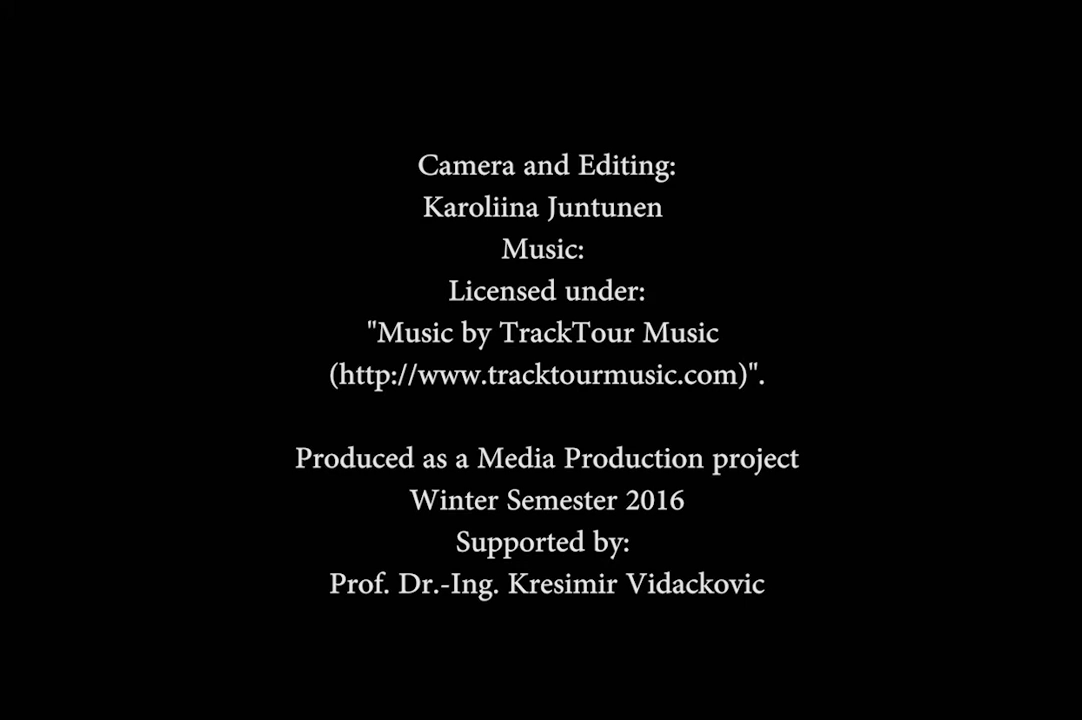 Camera and Editing:
Karoliina Juntunen
Music:
Licensed under:
"Music by TrackTour Music
(http://www.tracktourmusic.com)".
Produced as a Media Production project
Winter Semester 2016
Supported by:
Prof. Dr.-Ing. Kresimir Vidackovic